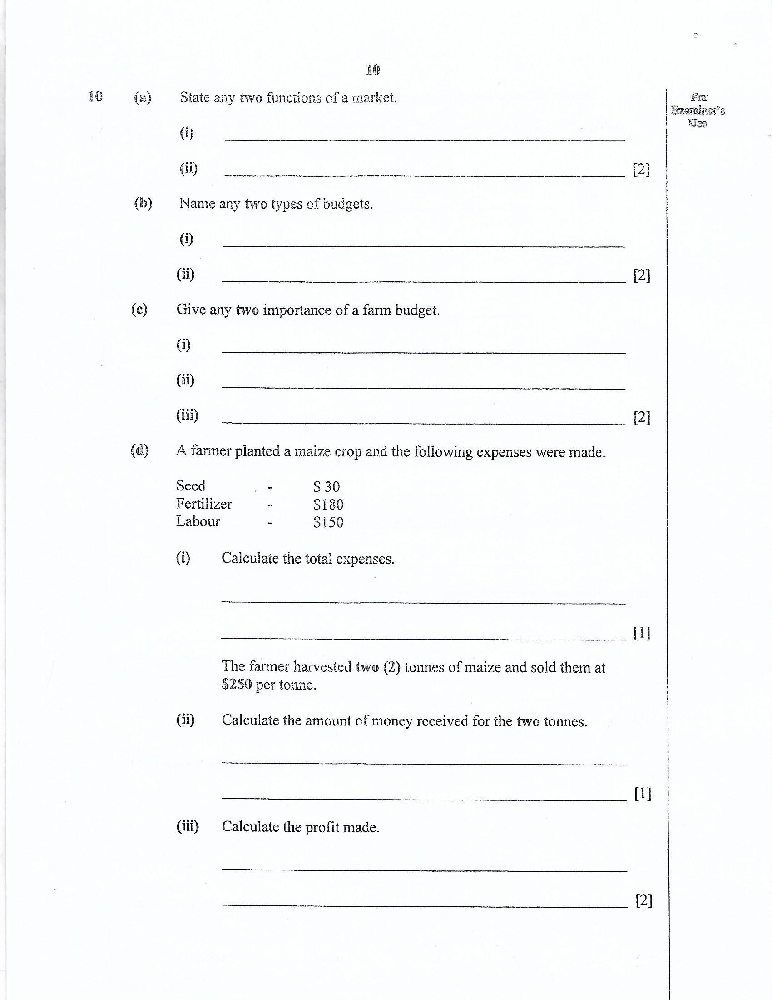 10
10 (a) State any two functions of a market.
For
Examiner's
Use
(i)
(ii) [2]
(b) Name any two types of budgets.
(i)
(ii) [2]
(c) Give any two importance of a farm budget.
(i)
(ii)
(iii) [2]
(d) A farmer planted a maize crop and the following expenses were made.
Seed - $ 30
Fertilizer - $180
Labour - $150
(i) Calculate the total expenses.
[1]
The farmer harvested two (2) tonnes of maize and sold them at
$250 per tonne.
(ii) Calculate the amount of money received for the two tonnes.
[1]
(iii) Calculate the profit made.
[2]